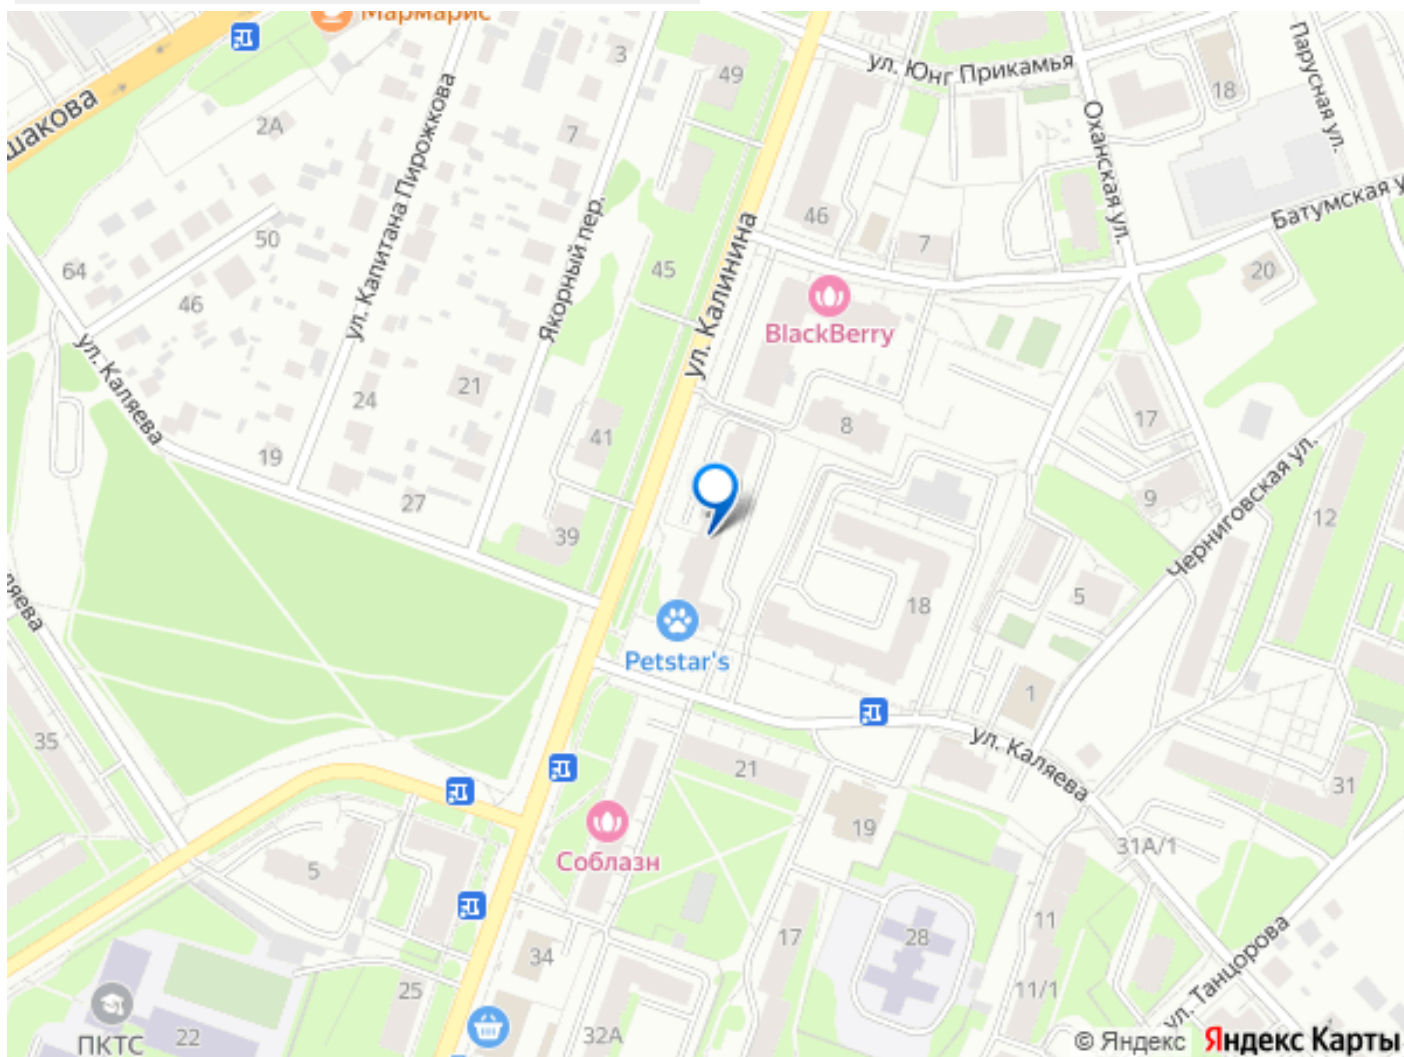 Мармарис
3
49
ул. Юнг Прикамья
18
Парусная ул.
шакова
2А
ул. Капитана Пирожкова
7
Оханская ул.
Якорный пер.
46
7
Батумская у
50
64
45
ул. Калинина
20
46
BlackBerry
ул. Каляева
24
21
41
8
17
19
27
39
9
Черниговская ул.
12
18
5
ляева
Petstar's
1
35
21
ул. Каляева
31
19
31А/1
Соблазн
5
11
17
28
34
ул. Танцорова
25
11/1
22
32А
ПКТС
© Яндекс Яндекс Карты